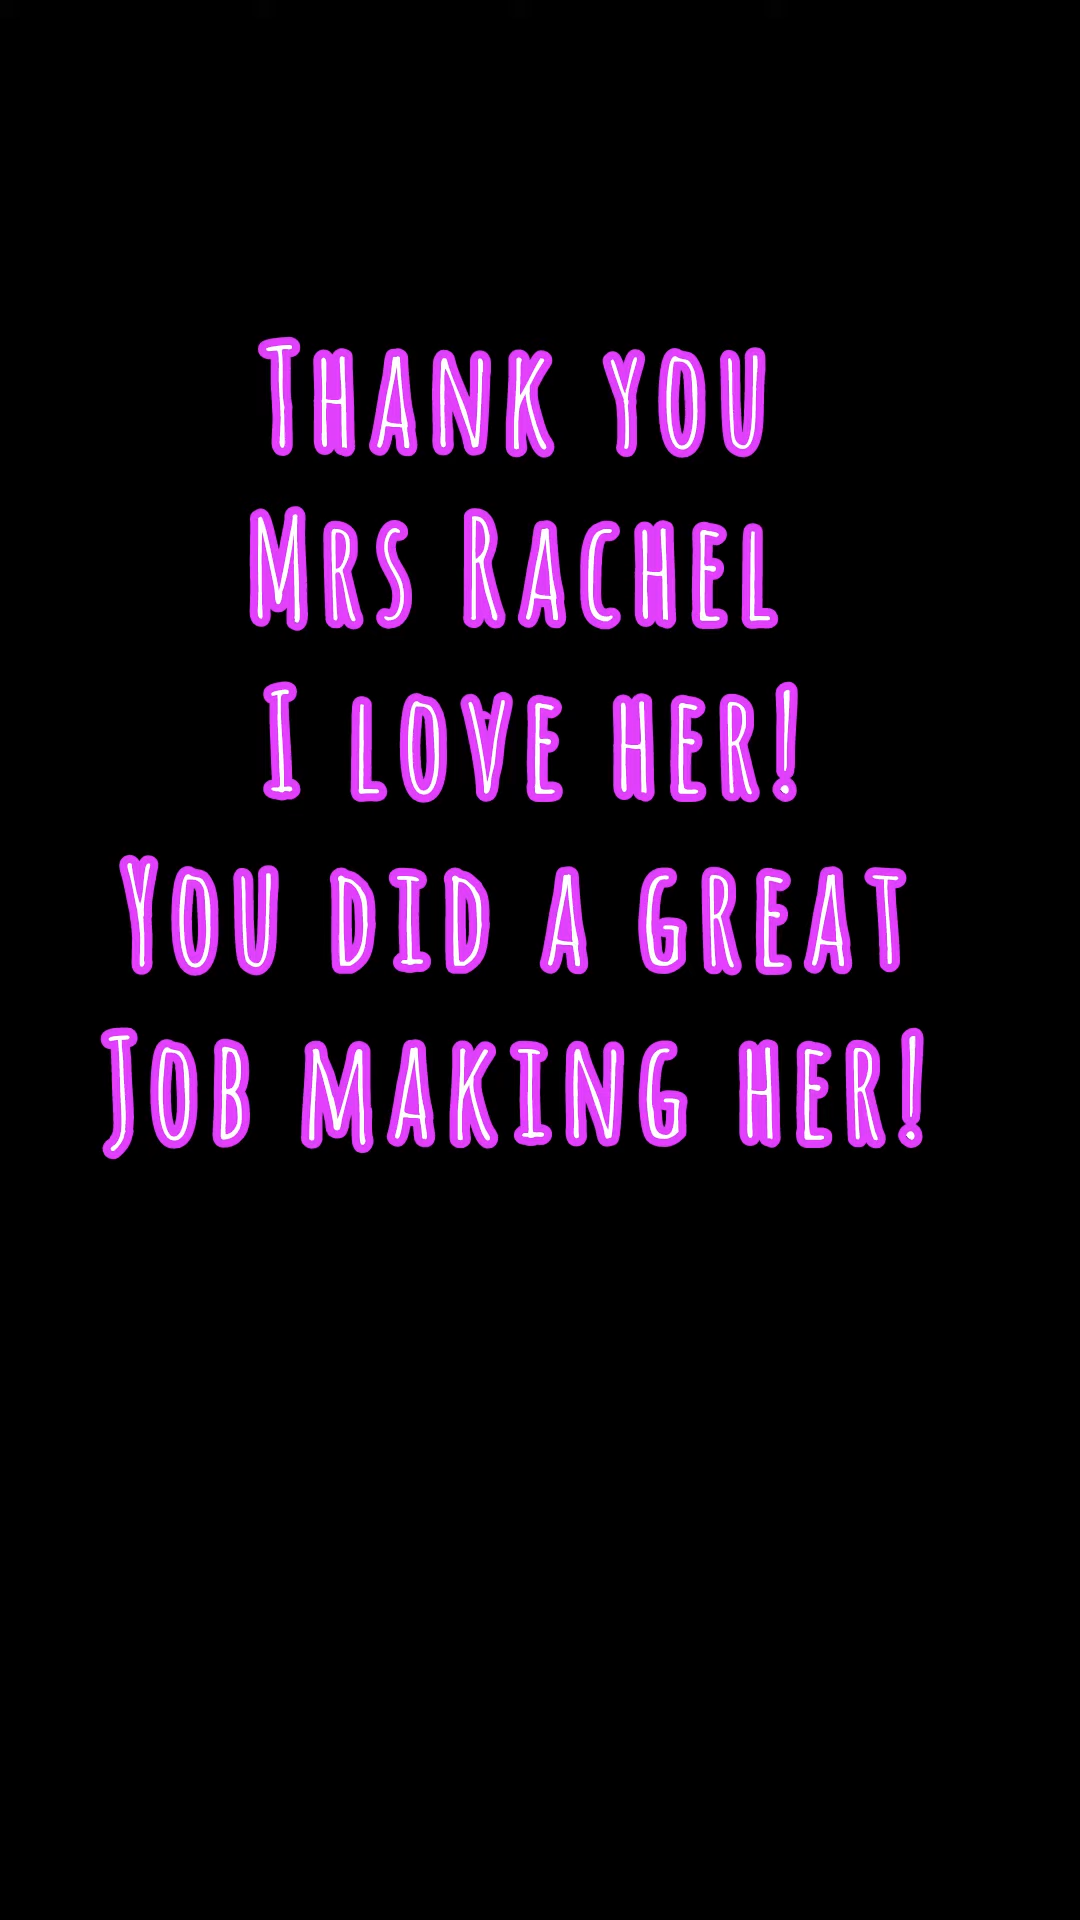 Thank you
Mrs Rachel
I love her!
You did a great
Job making her!